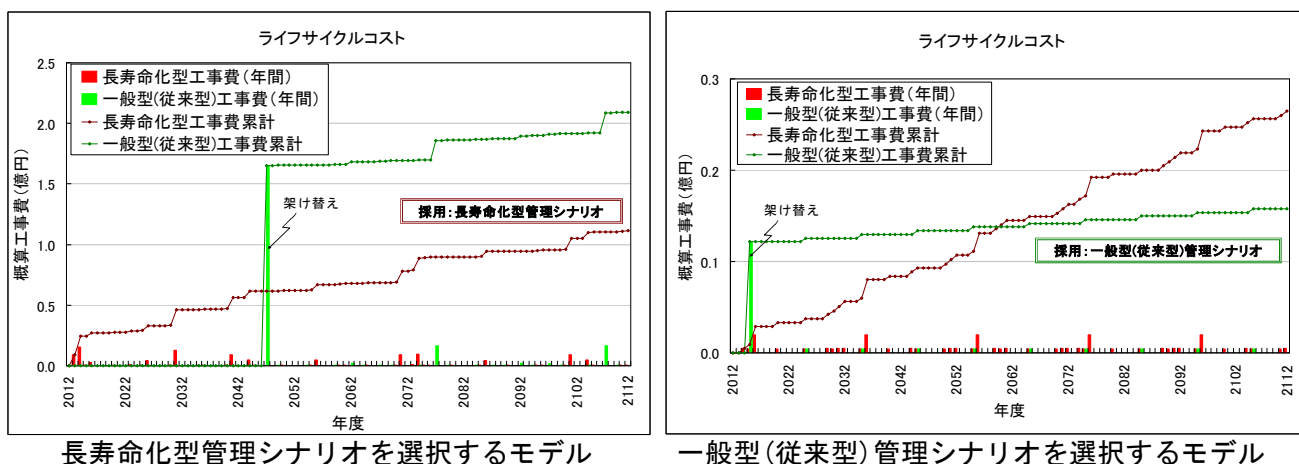 ライフサイクルコスト
2.5
2.0
1.5
1.0
0.5
0.0
概算工事費(億円)
長寿命化型工事費(年間)
一般型(従来型)工事費(年間)
長寿命化型工事費累計
一般型(従来型)工事費累計
架け替え
採用:長寿命化型管理シナリオ
2012
2022
2032
2042
2052
2062
2072
2082
2092
2102
2112
年度
長寿命化型管理シナリオを選択するモデル
ライフサイクルコスト
0.3
0.2
0.1
0.0
概算工事費(億円)
長寿命化型工事費(年間)
一般型(従来型)工事費(年間)
長寿命化型工事費累計
一般型(従来型)工事費累計
架け替え
採用:一般型(従来型)管理シナリオ
2012
2022
2032
2042
2052
2062
2072
2082
2092
2102
2112
年度
一般型(従来型)管理シナリオを選択するモデル